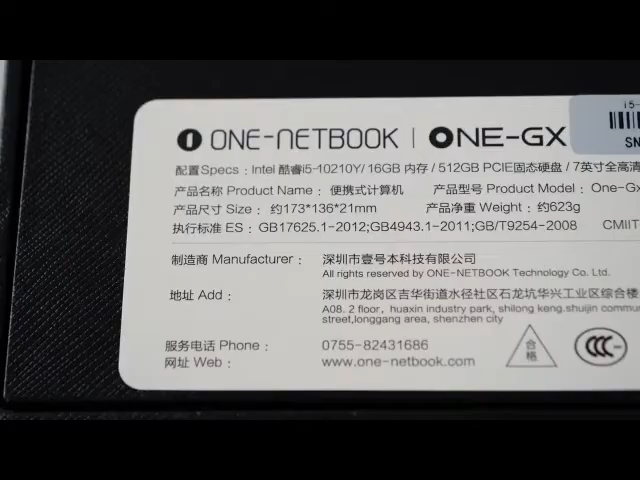 ONE-NETBOOK | ONE-GX
i5-
SN
配置Specs：Intel 酷睿i5-10210Y/ 16GB 内存 / 512GB PCIE固态硬盘 / 7英寸全高清
产品名称 Product Name： 便携式计算机 产品型号 Product Model：One-Gx
产品尺寸 Size： 约173*136*21mm 产品净重 Weight：约623g
执行标准 ES： GB17625.1-2012;GB4943.1-2011;GB/T9254-2008 CMIIT
制造商 Manufacturer： 深圳市壹号本科技有限公司
All rights reserved by ONE-NETBOOK Technology Co., Ltd.
地址 Add： 深圳市龙岗区吉华街道水径社区石龙坑华兴工业区综合楼
A08. 2 floor，huaxin industry park, shilong keng.shuijin commu
street,longgang area, shenzhen city
服务电话 Phone： 0755-82431686
网址 Web： www.one-netbook.com
合格
CCC